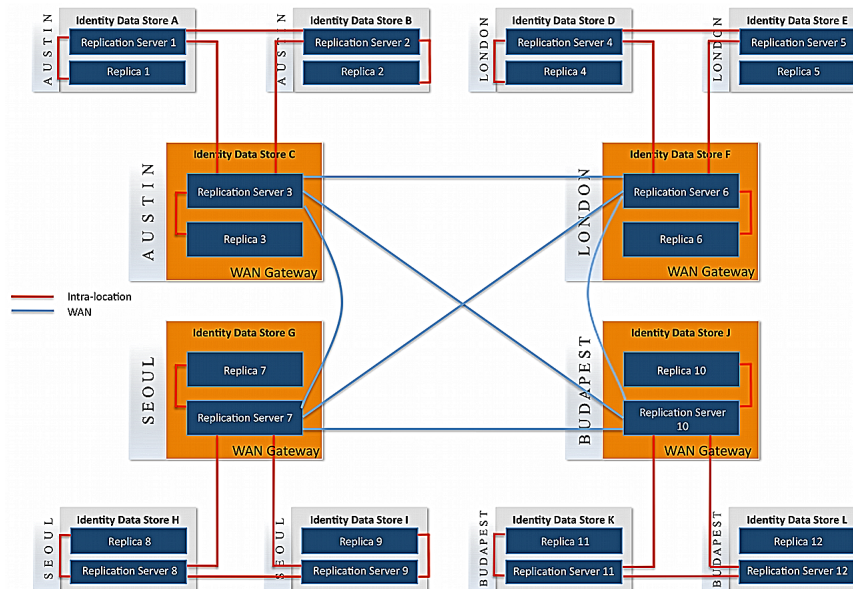 AUSTIN
Identity Data Store A
Replication Server 1
Replica 1
AUSTIN
Identity Data Store B
Replication Server 2
Replica 2
LONDON
Identity Data Store D
Replication Server 4
Replica 4
LONDON
Identity Data Store E
Replication Server 5
Replica 5
AUSTIN
Identity Data Store C
Replication Server 3
Replica 3
WAN Gateway
LONDON
Identity Data Store F
Replication Server 6
Replica 6
WAN Gateway
Intra-location
WAN
SEOUL
Identity Data Store G
Replica 7
Replication Server 7
WAN Gateway
BUDAPEST
Identity Data Store J
Replica 10
Replication Server
10
WAN Gateway
SEOUL
Identity Data Store H
Replica 8
Replication Server 8
SEOUL
Identity Data Store I
Replica 9
Replication Server 9
BUDAPEST
Identity Data Store K
Replica 11
Replication Server 11
BUDAPEST
Identity Data Store L
Replica 12
Replication Server 12